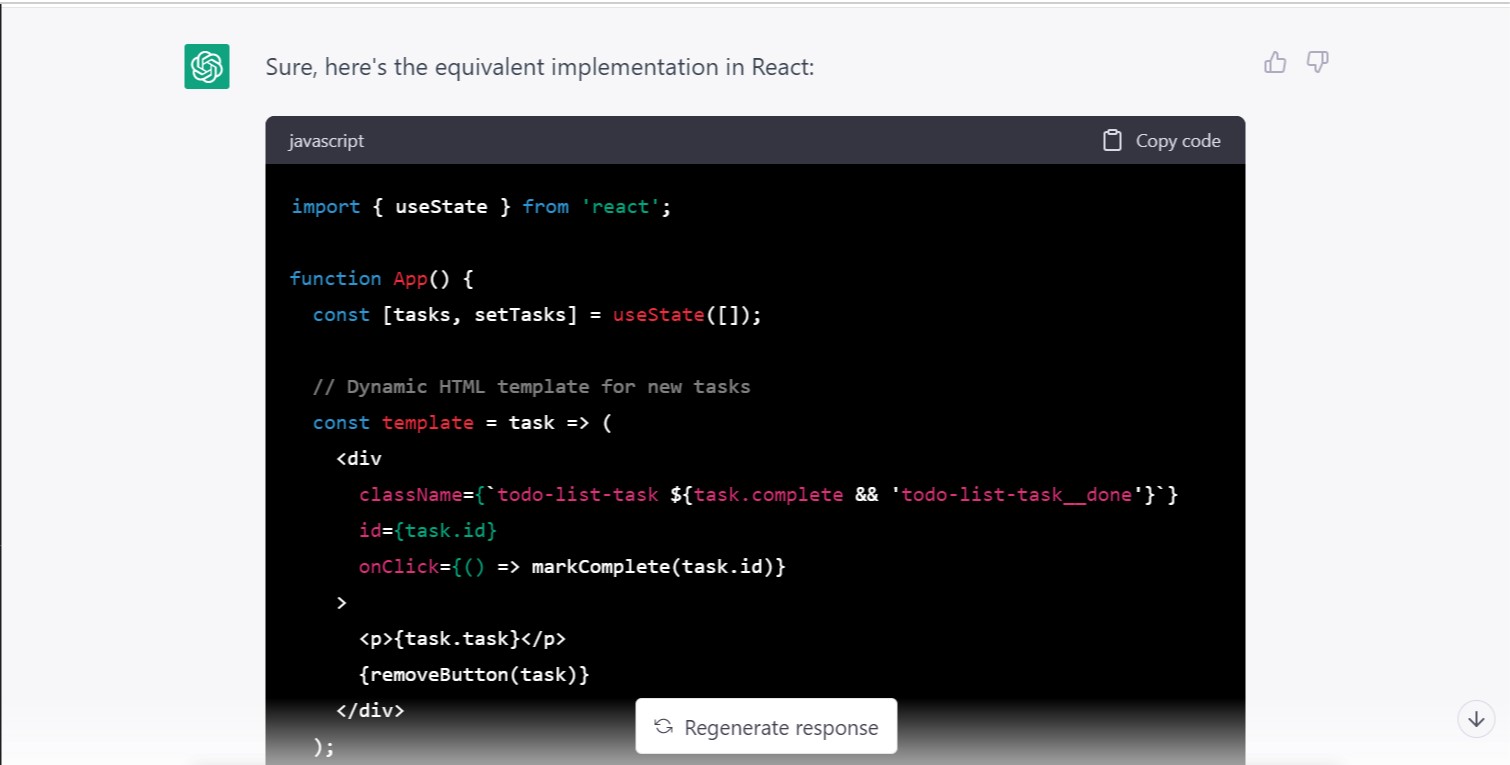 Sure, here's the equivalent implementation in React:
javascript
Copy code
import { useState } from 'react';
function App() {
const [tasks, setTasks] = useState([]);
// Dynamic HTML template for new tasks
const template = task => (
<div
className={`todo-list-task ${task.complete && 'todo-list-task__done'}`}
id={task.id}
onClick={() => markComplete(task.id)}
>
<p>{task.task}</p>
{removeButton(task)}
</div>
);
Regenerate response